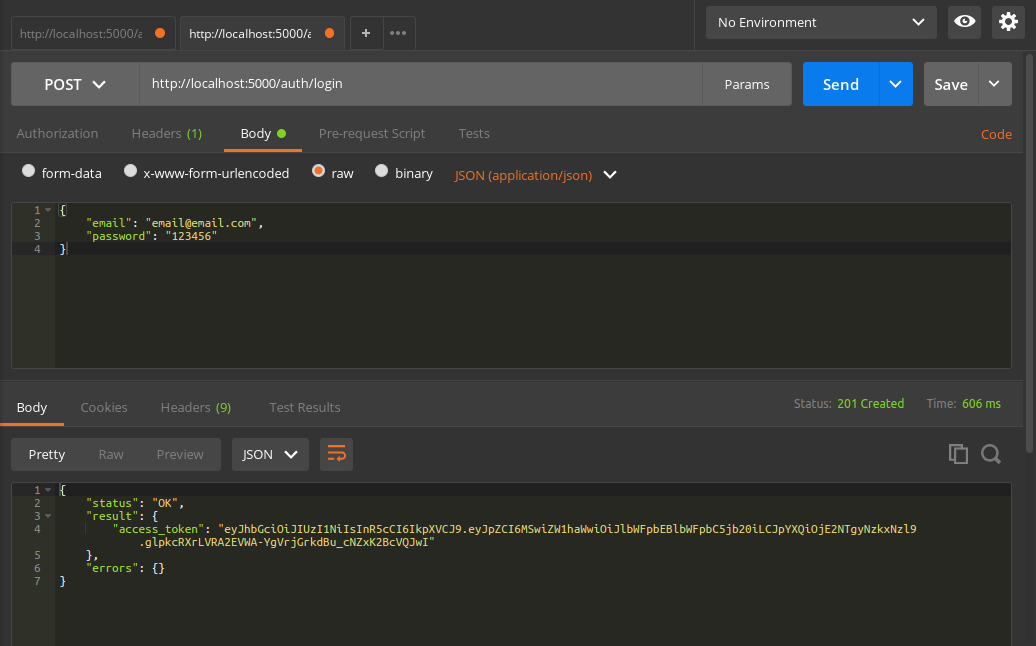 http://localhost:5000/a
http://localhost:5000/a
+
•••
No Environment
POST
http://localhost:5000/auth/login
Params
Send
Save
Authorization
Headers (1)
Body
Pre-request Script
Tests
Code
form-data
x-www-form-urlencoded
raw
binary
JSON (application/json)
1 {
2 "email": "email@email.com",
3 "password": "123456"
4 }
Body
Cookies
Headers (9)
Test Results
Status: 201 Created
Time: 606 ms
Pretty
Raw
Preview
JSON
1 {
2 "status": "OK",
3 "result": {
4 "access_token": "eyJhbGciOiJIUzI1NiIsInR5cCI6IkpXVCJ9.eyJpZCI6MSwiZW1haWwiOiJlbWFpbEBlbWFpbC5jb20iLCJpYXQiOjE2NTgyNzkxNzl9
.glpkcRXrLVRA2EVWA-YgVrjGrkdBu_cNZxK2BcVQJwI"
5 },
6 "errors": {}
7 }